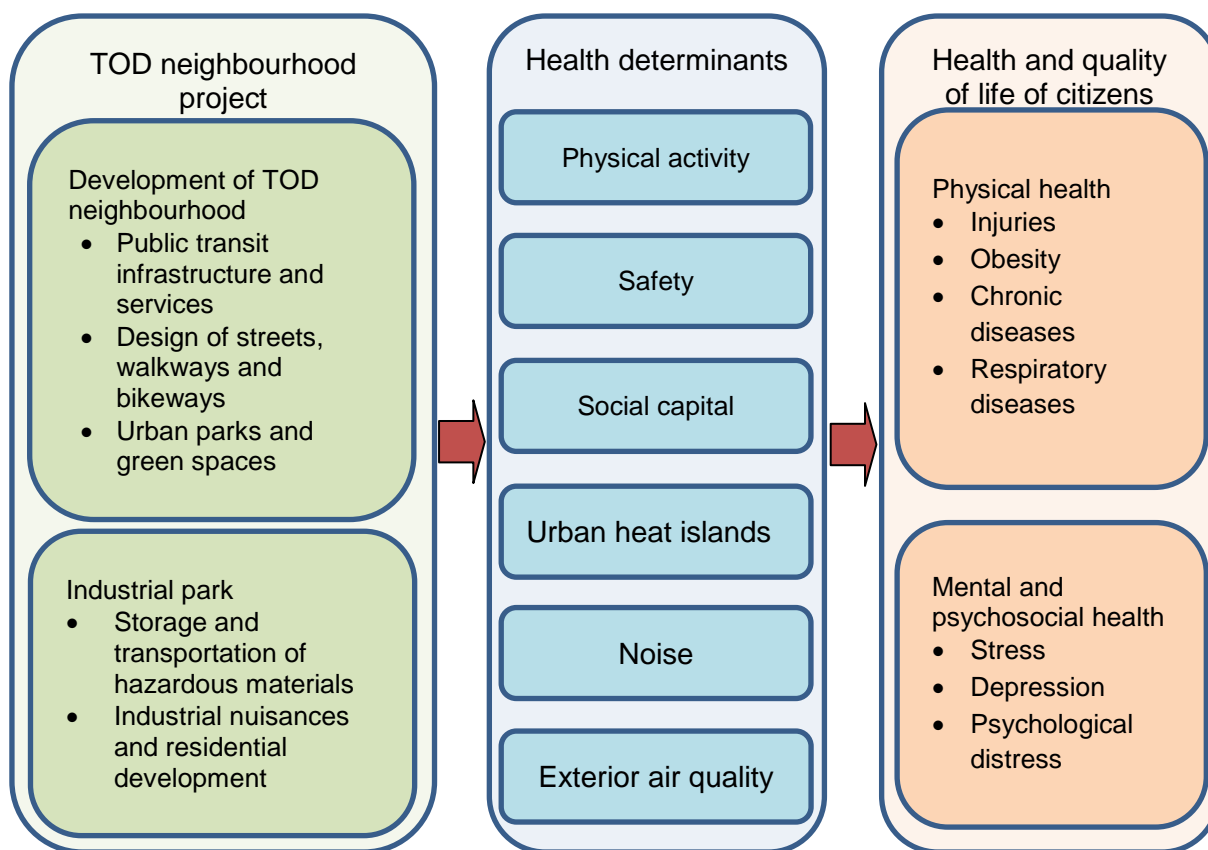 TOD neighbourhood
project
Development of TOD
neighbourhood
• Public transit
infrastructure and
services
• Design of streets,
walkways and
bikeways
• Urban parks and
green spaces
Industrial park
• Storage and
transportation of
hazardous materials
• Industrial nuisances
and residential
development
Health determinants
Physical activity
Safety
Social capital
Urban heat islands
Noise
Exterior air quality
Health and quality
of life of citizens
Physical health
• Injuries
• Obesity
• Chronic
diseases
• Respiratory
diseases
Mental and
psychosocial health
• Stress
• Depression
• Psychological
distress